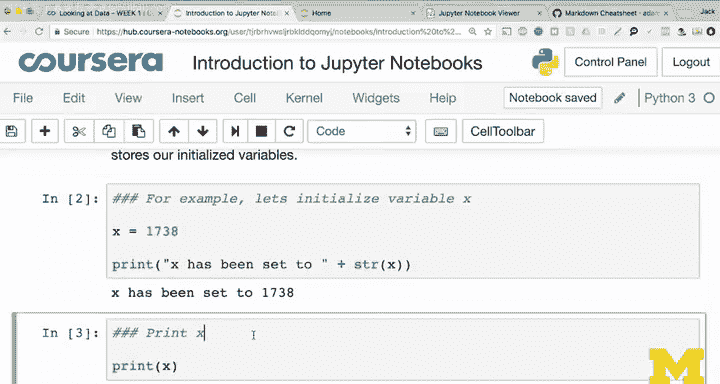 Looking at Data - WEEK 1
Introduction to Jupyter Note
Home
Jupyter Notebook Viewer
Markdown Cheatsheet · adam
Jack
Secure
coursera
Introduction to Jupyter Notebooks
Control Panel
Logout
File Edit View Insert Cell Kernel Widgets Help
Notebook saved
Python 3
Code
CellToolbar
stores our initialized variables.
In [2]:
### For example, lets initialize variable x
x = 1738
print("x has been set to " + str(x))
x has been set to 1738
In [3]:
### Print x
print(x)
M